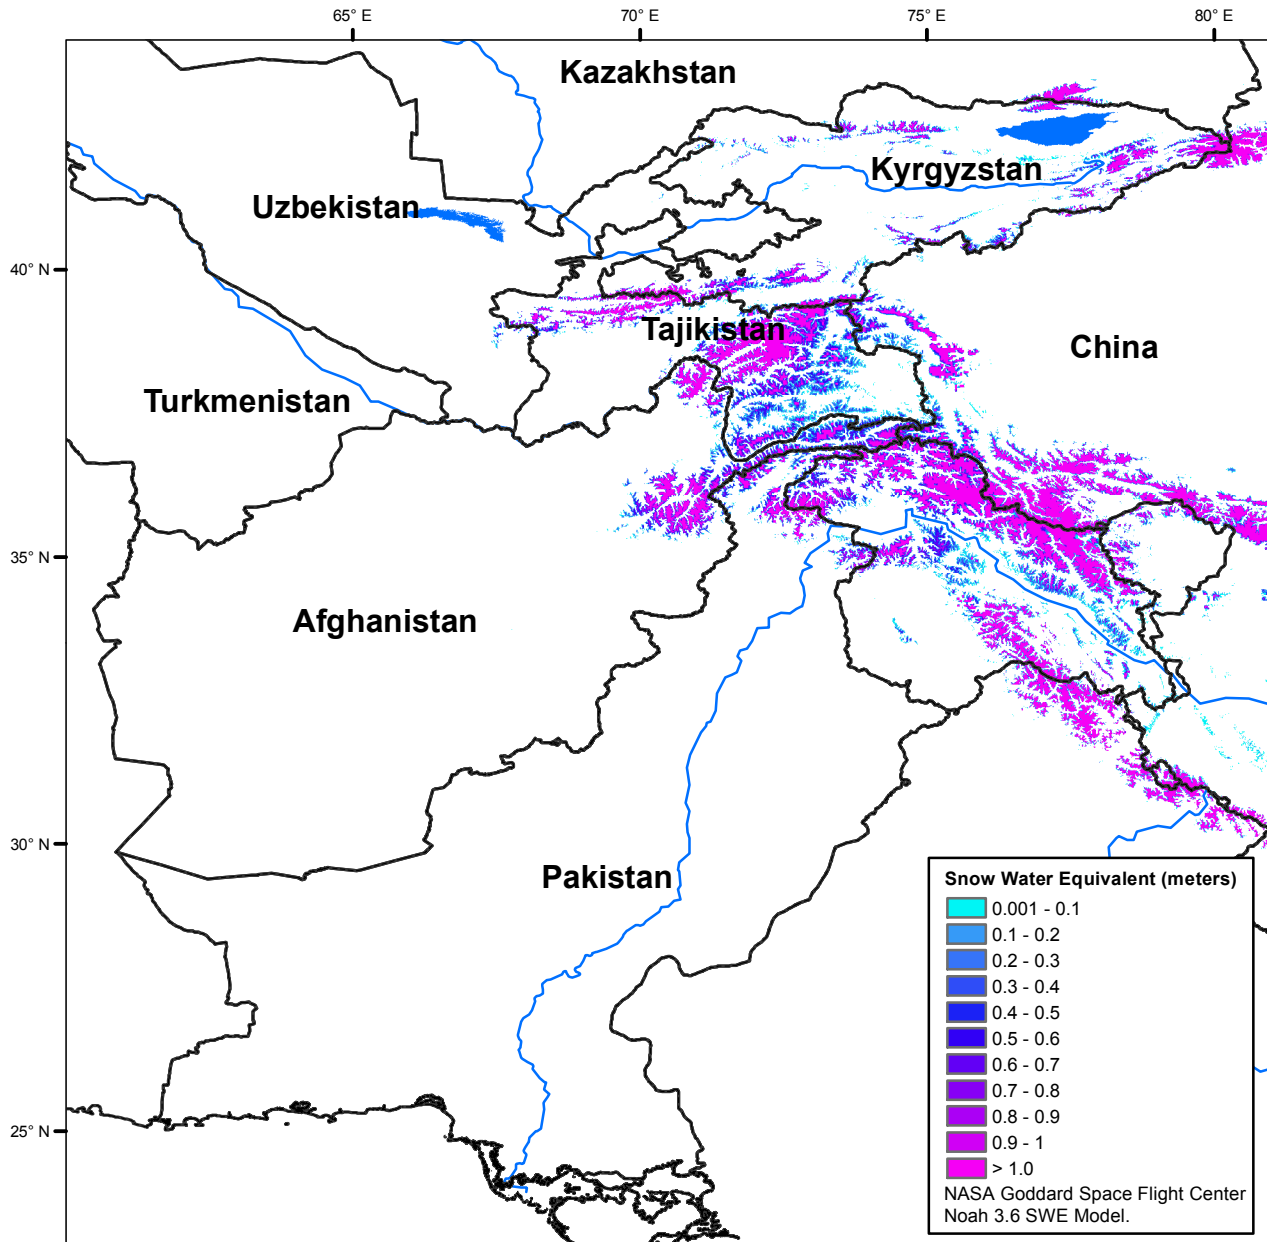 65° E
70° E
75° E
80° E
Kazakhstan
Kyrgyzstan
Uzbekistan
40° N
Tajikistan
China
Turkmenistan
35° N
Afghanistan
30° N
Pakistan
25° N
Snow Water Equivalent (meters)
0.001 - 0.1
0.1 - 0.2
0.2 - 0.3
0.3 - 0.4
0.4 - 0.5
0.5 - 0.6
0.6 - 0.7
0.7 - 0.8
0.8 - 0.9
0.9 - 1
> 1.0
NASA Goddard Space Flight Center
Noah 3.6 SWE Model.